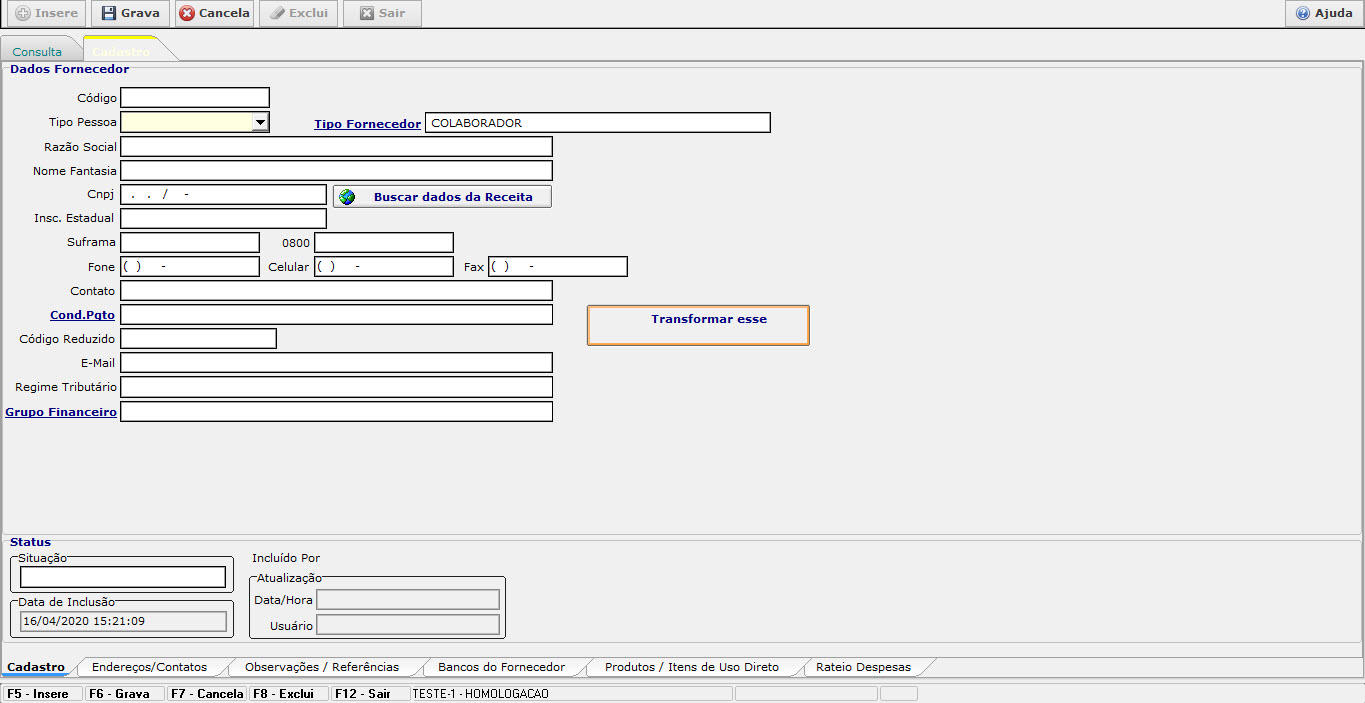 Insere Grava Cancela Exclui Sair Ajuda
Consulta Cadastro
Dados Fornecedor
Código
Tipo Pessoa Tipo Fornecedor COLABORADOR
Razão Social
Nome Fantasia
Cnpj . . / - Buscar dados da Receita
Insc. Estadual
Suframa 0800
Fone ( ) - Celular ( ) - Fax ( ) -
Contato
Cond.Pgto Transformar esse
Código Reduzido
E-Mail
Regime Tributário
Grupo Financeiro
Status
Situação Incluído Por
Atualização
Data de Inclusão Data/Hora
16/04/2020 15:21:09 Usuário
Cadastro Endereços/Contatos Observações / Referências Bancos do Fornecedor Produtos / Itens de Uso Direto Rateio Despesas
F5 - Insere F6 - Grava F7 - Cancela F8 - Exclui F12 - Sair TESTE-1 - HOMOLOGACAO